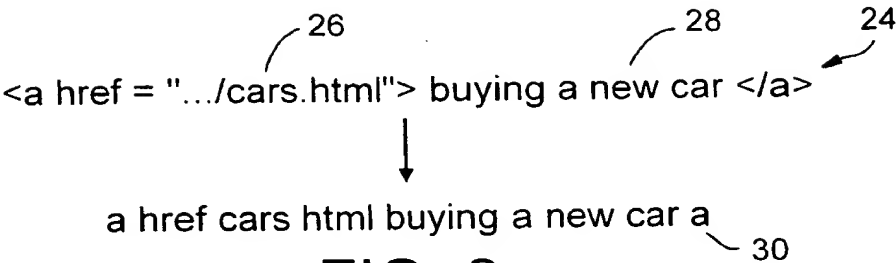 26 28 24
<a href = ".../cars.html"> buying a new car </a>
a href cars html buying a new car a
30